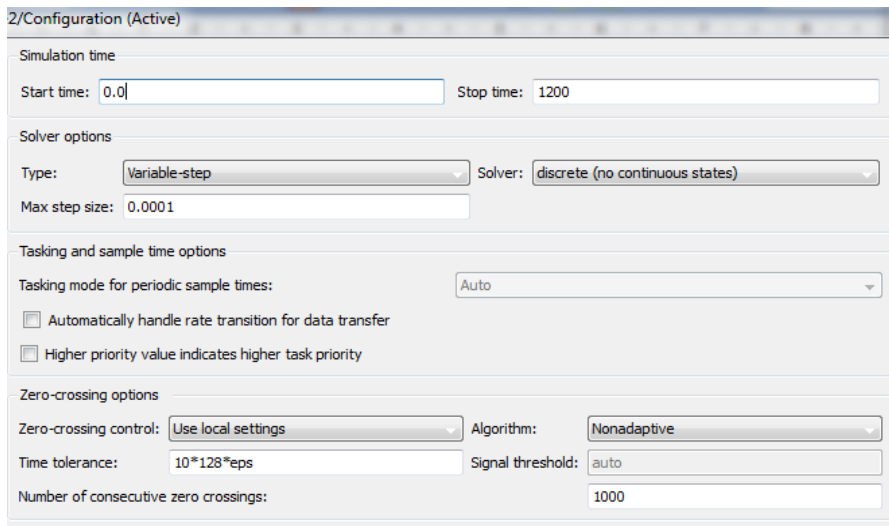 2/Configuration (Active)
Simulation time
Start time: 0.0 Stop time: 1200
Solver options
Type: Variable-step Solver: discrete (no continuous states)
Max step size: 0.0001
Tasking and sample time options
Tasking mode for periodic sample times: Auto
Automatically handle rate transition for data transfer
Higher priority value indicates higher task priority
Zero-crossing options
Zero-crossing control: Use local settings Algorithm: Nonadaptive
Time tolerance: 10*128*eps Signal threshold: auto
Number of consecutive zero crossings: 1000